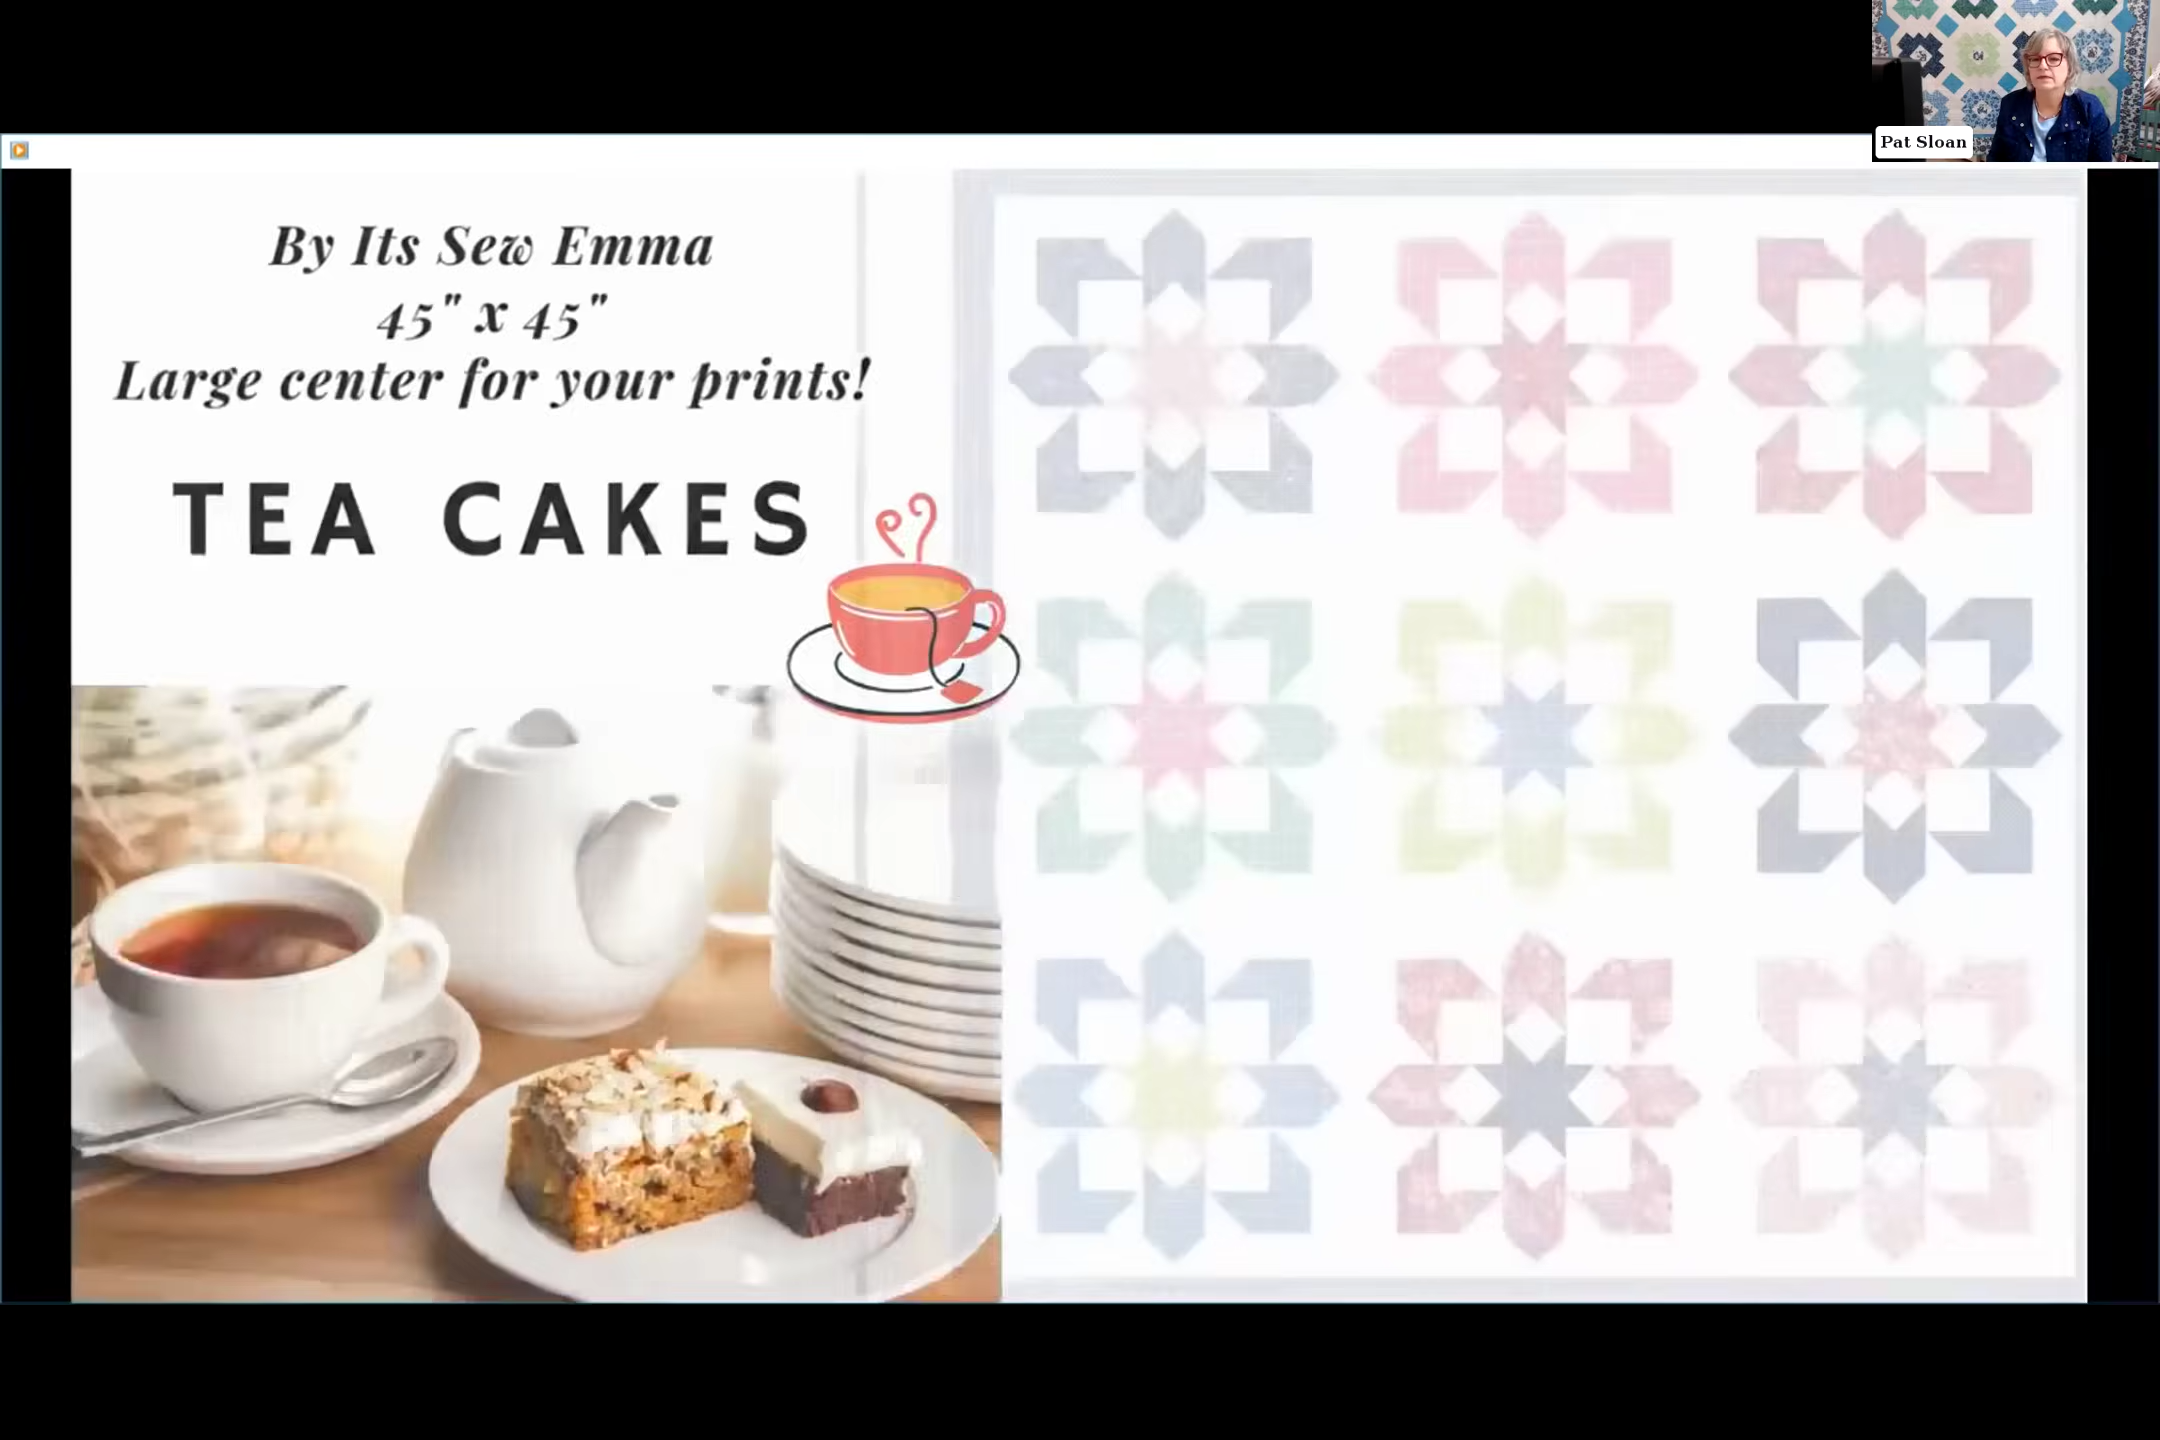 Pat Sloan
By Its Sew Emma
45" x 45"
Large center for your prints!
TEA CAKES